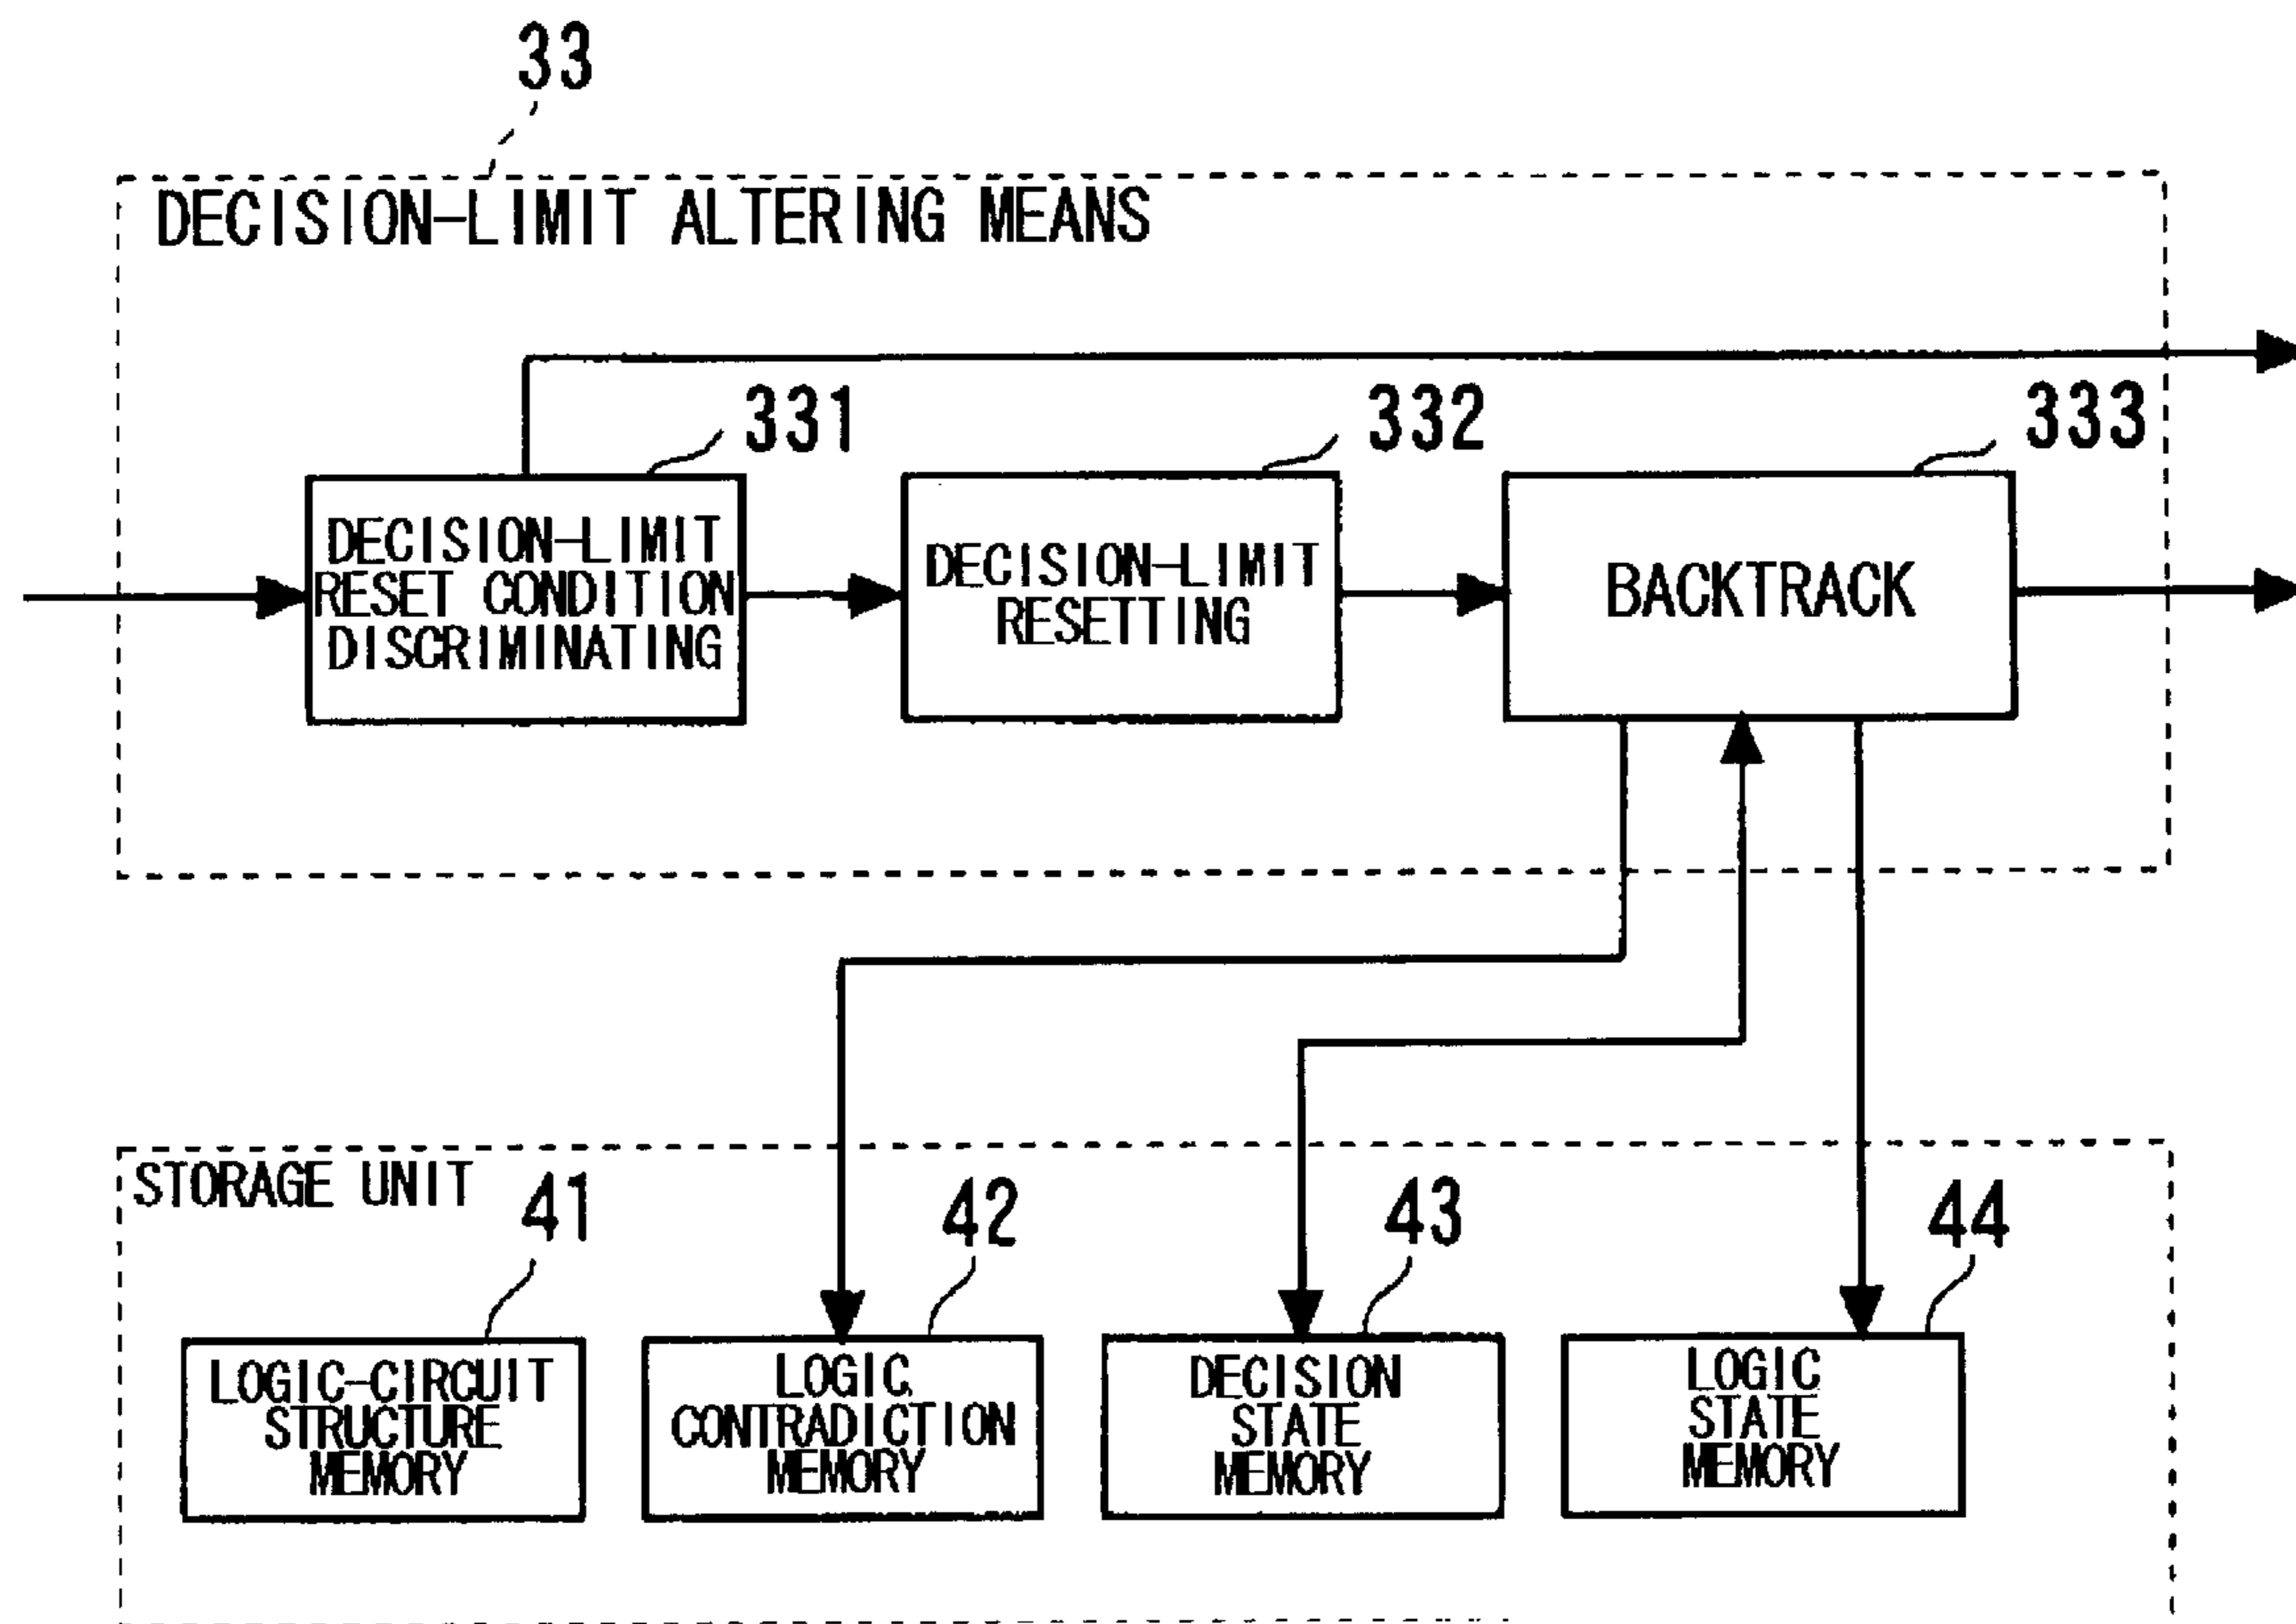 33
DECISION-LIMIT ALTERING MEANS
331
332
333
DECISION-LIMIT
RESET CONDITION
DISCRIMINATING
DECISION-LIMIT
RESETTING
BACKTRACK
STORAGE UNIT
41
42
43
44
LOGIC-CIRCUIT
STRUCTURE
MEMORY
LOGIC
CONTRADICTION
MEMORY
DECISION
STATE
MEMORY
LOGIC
STATE
MEMORY